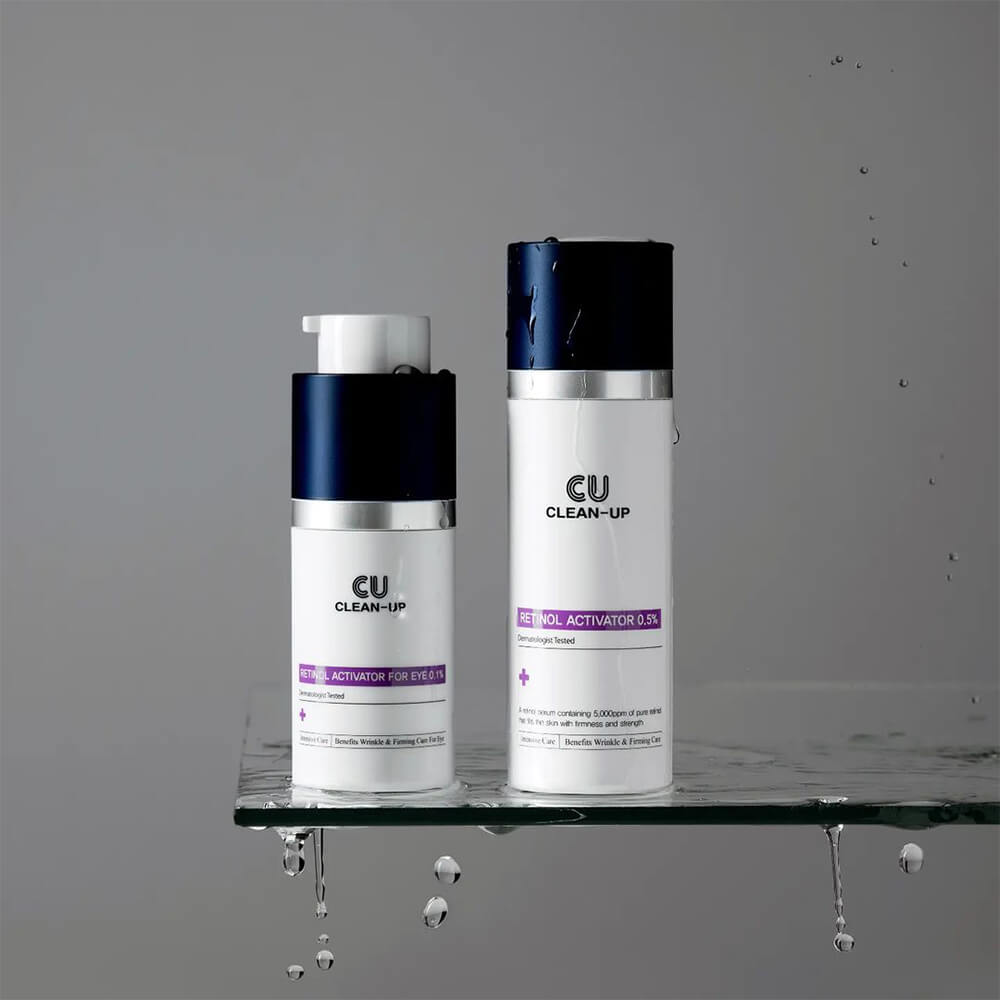 CU
CLEAN-UP
RETINOL ACTIVATOR FOR EYE 0.1%
Dermatologist Tested
Intensive Care | Benefits Wrinkle & Firming Care For Eye
CU
CLEAN-UP
RETINOL ACTIVATOR 0.5%
Dermatologist Tested
A retinol serum containing 5,000ppm of pure retinol
that fills the skin with firmness and strength
Intensive Care | Benefits Wrinkle & Firming Care